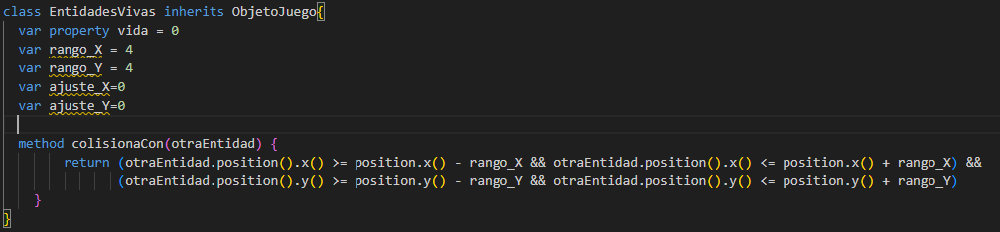 class EntidadesVivas inherits ObjetoJuego{
var property vida = 0
var rango_X = 4
var rango_Y = 4
var ajuste_X=0
var ajuste_Y=0
method colisionaCon(otraEntidad) {
return (otraEntidad.position().x() >= position.x() - rango_X && otraEntidad.position().x() <= position.x() + rango_X) &&
(otraEntidad.position().y() >= position.y() - rango_Y && otraEntidad.position().y() <= position.y() + rango_Y)
}
}